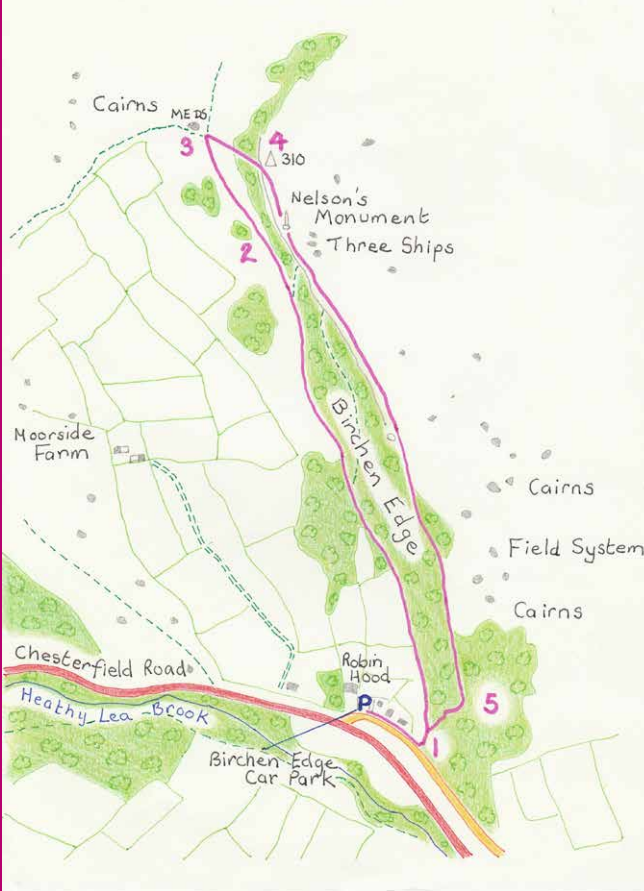 Cairns
MEDS
3
4
310
Nelson's
Monument
Three Ships
2
Birchen Edge
Moorside
Farm
Cairns
Field System
Cairns
Chesterfield Road
Robin
Hood
P
5
Heathy Lea Brook
1
Birchen Edge
Car Park